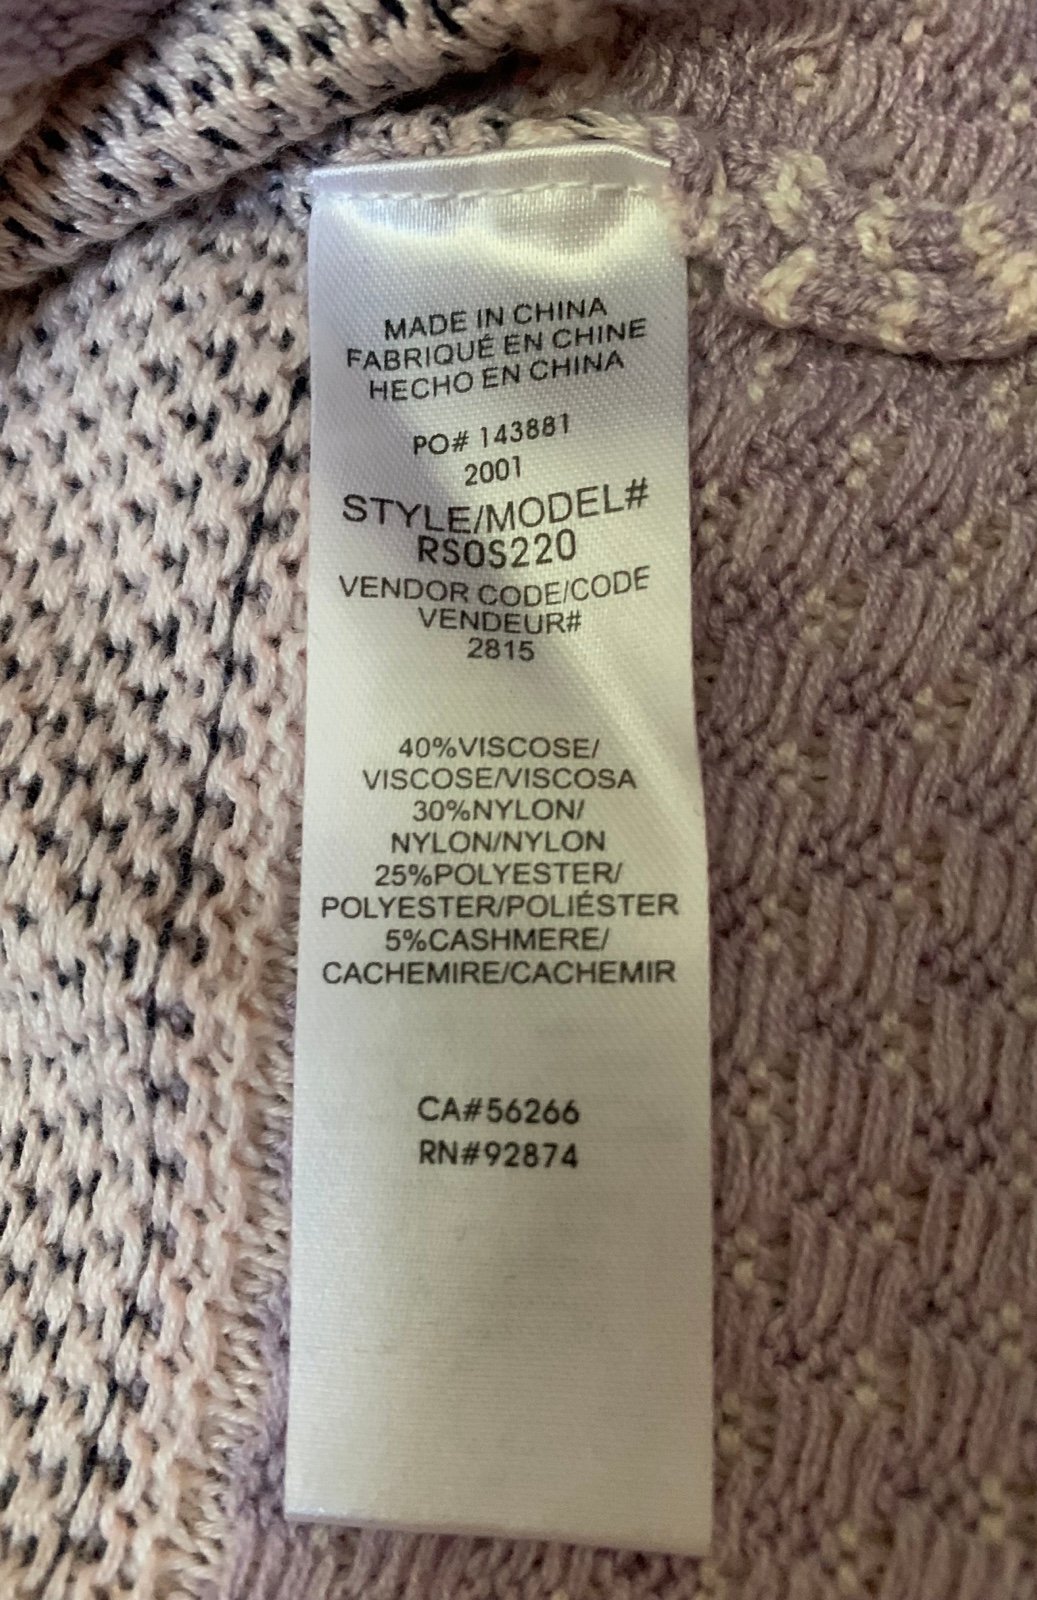 MADE IN CHINA
FABRIQUÉ EN CHINE
HECHO EN CHINA
PO# 143881
2001
STYLE/MODEL#
RS0S220
VENDOR CODE/CODE
VENDEUR#
2815
40%VISCOSE/
VISCOSE/VISCOSA
30%NYLON/
NYLON/NYLON
25%POLYESTER/
POLYESTER/POLIÉSTER
5%CASHMERE/
CACHEMIRE/CACHEMIR
CA#56266
RN#92874